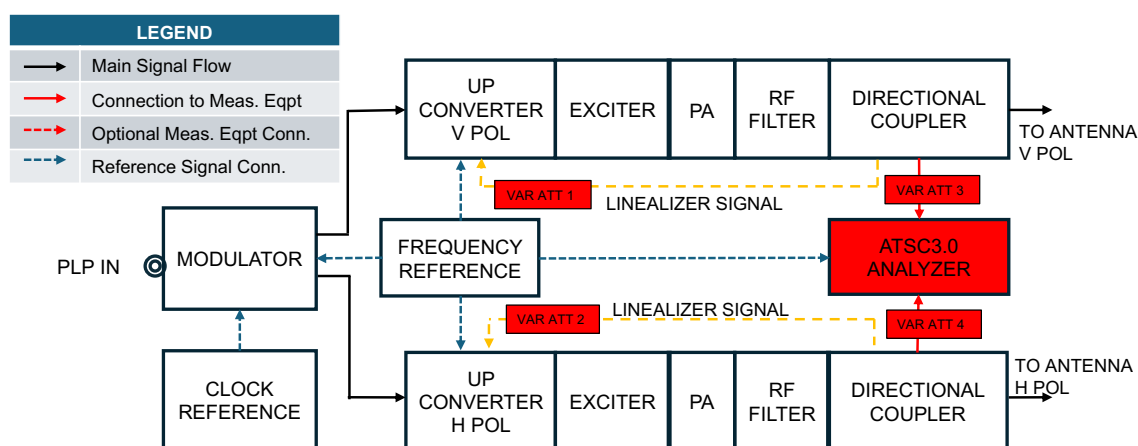 LEGEND
Main Signal Flow
Connection to Meas. Eqpt
Optional Meas. Eqpt Conn.
Reference Signal Conn.
UP
CONVERTER
V POL
EXCITER
PA
RF
FILTER
DIRECTIONAL
COUPLER
TO ANTENNA
V POL
VAR ATT 1
LINEALIZER SIGNAL
VAR ATT 3
PLP IN
MODULATOR
FREQUENCY
REFERENCE
ATSC3.0
ANALYZER
VAR ATT 2
LINEALIZER SIGNAL
VAR ATT 4
CLOCK
REFERENCE
UP
CONVERTER
H POL
EXCITER
PA
RF
FILTER
DIRECTIONAL
COUPLER
TO ANTENNA
H POL